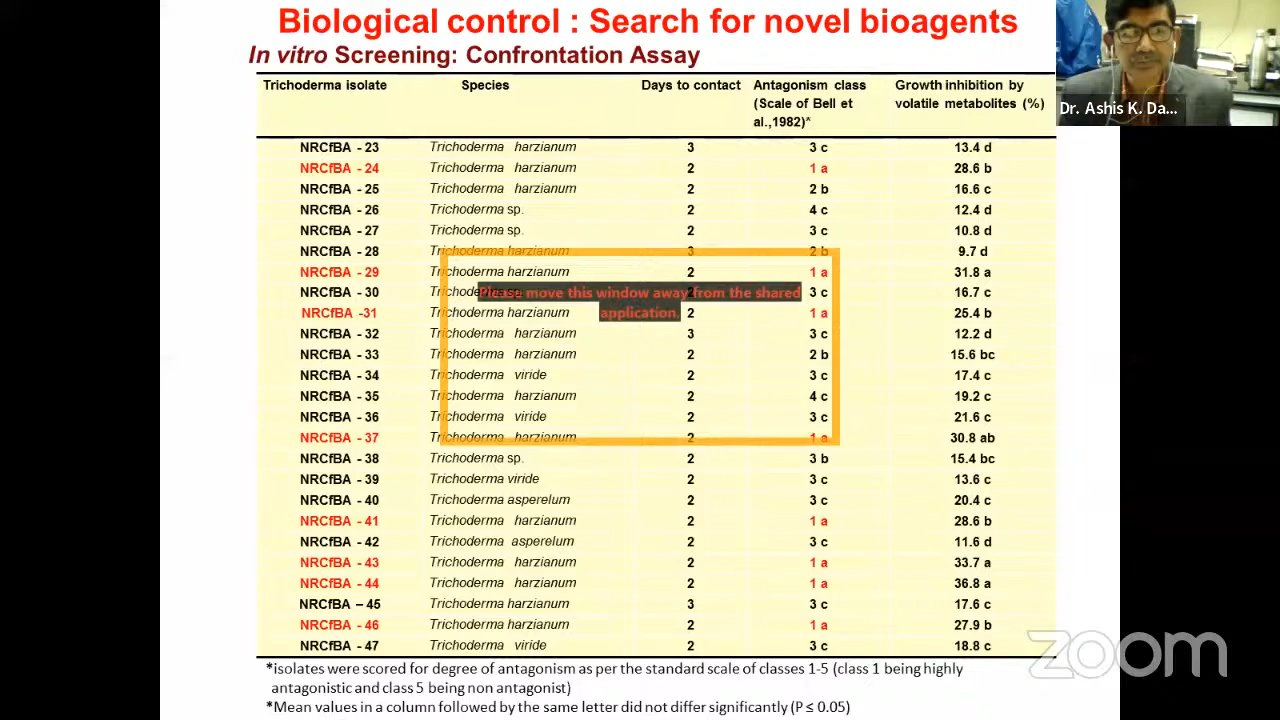 Biological control : Search for novel bioagents
In vitro Screening: Confrontation Assay
Dr. Ashis K. Da...
Trichoderma isolate Species Days to contact Antagonism class (Scale of Bell et al.,1982)* Growth inhibition by volatile metabolites (%)
NRCfBA - 23 Trichoderma harzianum 3 3 c 13.4 d
NRCfBA - 24 Trichoderma harzianum 2 1 a 28.6 b
NRCfBA - 25 Trichoderma harzianum 2 2 b 16.6 c
NRCfBA - 26 Trichoderma sp. 2 4 c 12.4 d
NRCfBA - 27 Trichoderma sp. 2 3 c 10.8 d
NRCfBA - 28 Trichoderma harzianum 3 2 b 9.7 d
NRCfBA - 29 Trichoderma harzianum 2 1 a 31.8 a
NRCfBA - 30 Trichoderma sp. 2 3 c 16.7 c
Please move this window away from the shared
application.
NRCfBA -31 Trichoderma harzianum 2 1 a 25.4 b
NRCfBA - 32 Trichoderma harzianum 3 3 c 12.2 d
NRCfBA - 33 Trichoderma harzianum 2 2 b 15.6 bc
NRCfBA - 34 Trichoderma viride 2 3 c 17.4 c
NRCfBA - 35 Trichoderma harzianum 2 4 c 19.2 c
NRCfBA - 36 Trichoderma viride 2 3 c 21.6 c
NRCfBA - 37 Trichoderma harzianum 2 1 a 30.8 ab
NRCfBA - 38 Trichoderma sp. 2 3 b 15.4 bc
NRCfBA - 39 Trichoderma viride 2 3 c 13.6 c
NRCfBA - 40 Trichoderma asperelum 2 3 c 20.4 c
NRCfBA - 41 Trichoderma harzianum 2 1 a 28.6 b
NRCfBA - 42 Trichoderma asperelum 2 3 c 11.6 d
NRCfBA - 43 Trichoderma harzianum 2 1 a 33.7 a
NRCfBA - 44 Trichoderma harzianum 2 1 a 36.8 a
NRCfBA – 45 Trichoderma harzianum 3 3 c 17.6 c
NRCfBA - 46 Trichoderma harzianum 2 1 a 27.9 b
NRCfBA - 47 Trichoderma viride 2 3 c 18.8 c
zoom
*Isolates were scored for degree of antagonism as per the standard scale of classes 1-5 (class 1 being highly
antagonistic and class 5 being non antagonist)
*Mean values in a column followed by the same letter did not differ significantly (P ≤ 0.05)